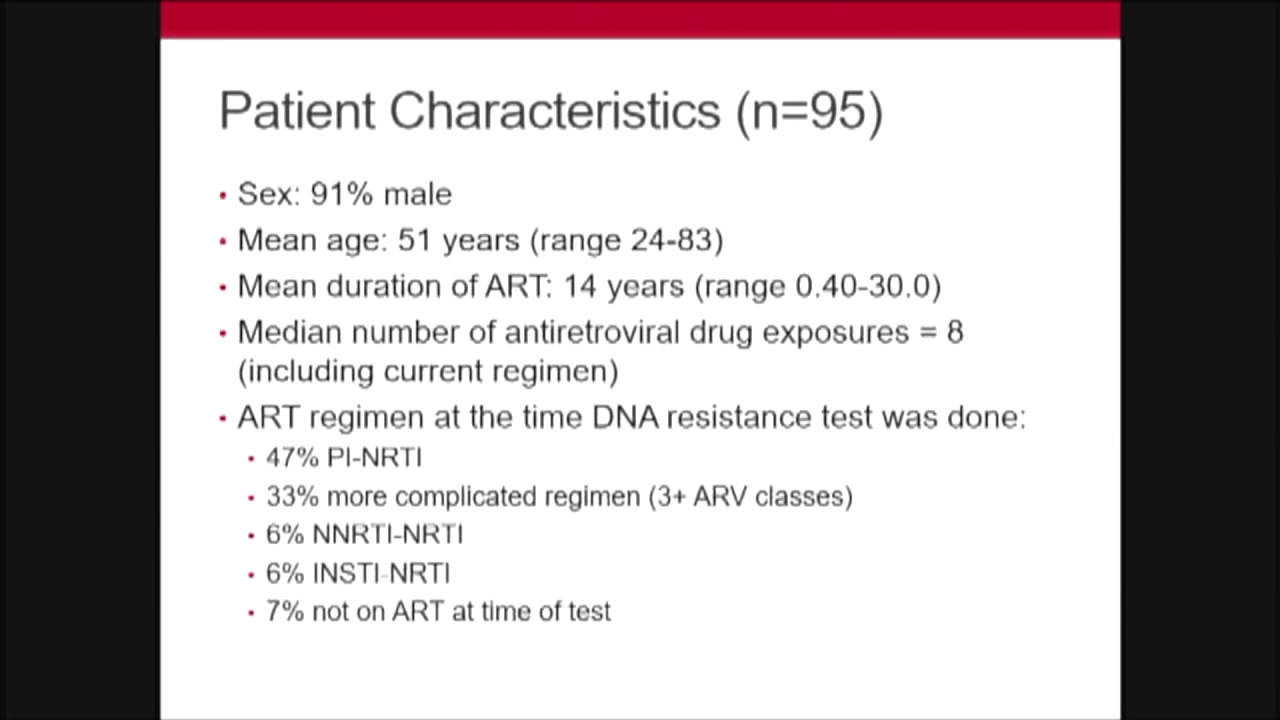 Patient Characteristics (n=95)
• Sex: 91% male
• Mean age: 51 years (range 24-83)
• Mean duration of ART: 14 years (range 0.40-30.0)
• Median number of antiretroviral drug exposures = 8
(including current regimen)
• ART regimen at the time DNA resistance test was done:
• 47% PI-NRTI
• 33% more complicated regimen (3+ ARV classes)
• 6% NNRTI-NRTI
• 6% INSTI-NRTI
• 7% not on ART at time of test